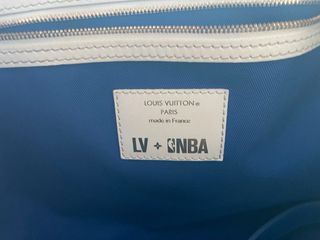 LOUIS VUITTON®
PARIS
made in France
LV + NBA